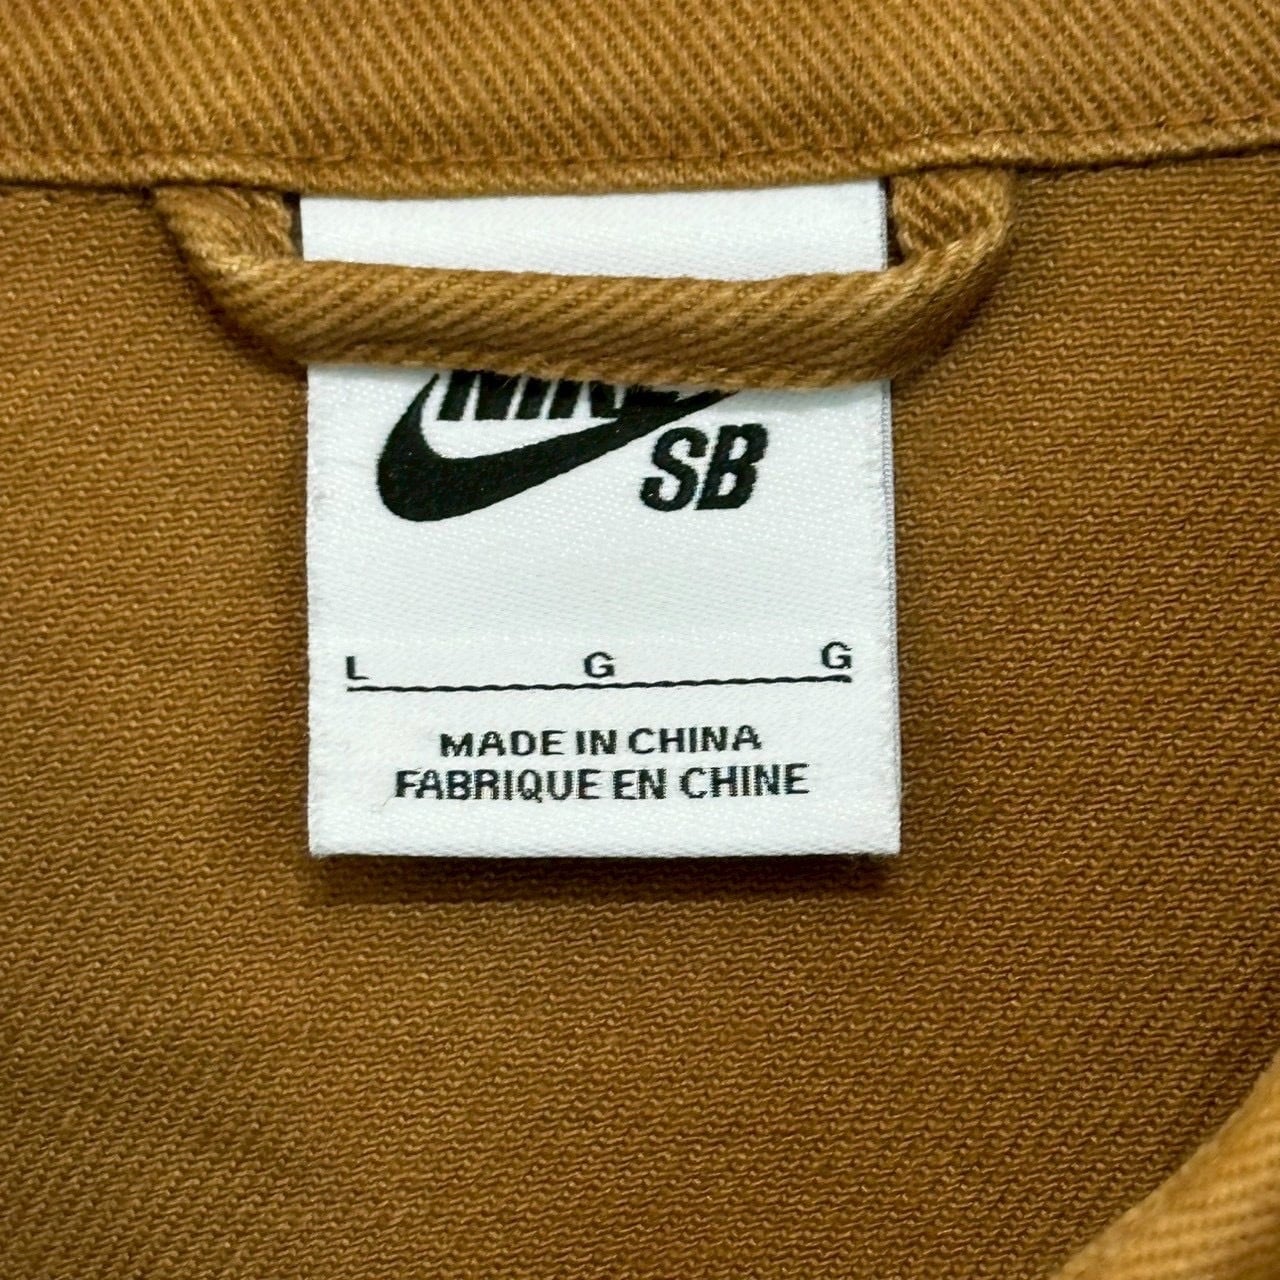 NIKE
SB
L G G
MADE IN CHINA
FABRIQUE EN CHINE